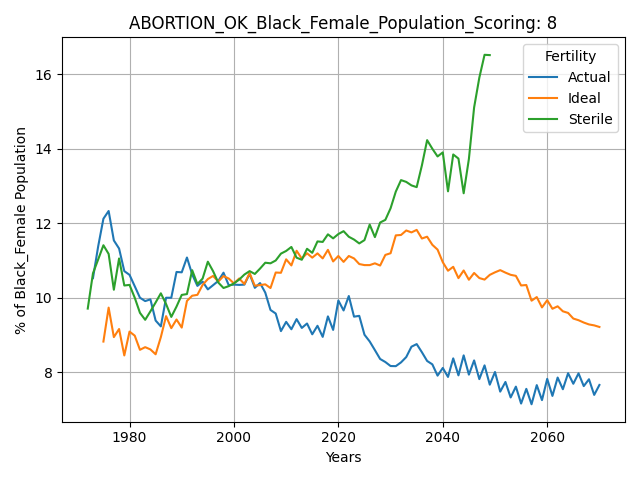 ABORTION_OK_Black_Female_Population_Scoring: 8
% of Black_Female Population
16
14
12
10
8
Fertility
Actual
Ideal
Sterile
1980
2000
2020
2040
2060
Years